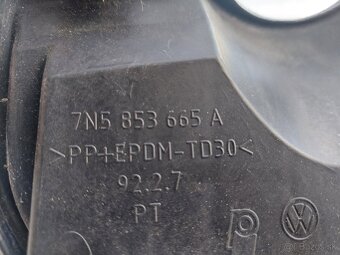 7N5 853 665 A
>PP+EPDM-TD30<
92.2.7
PT